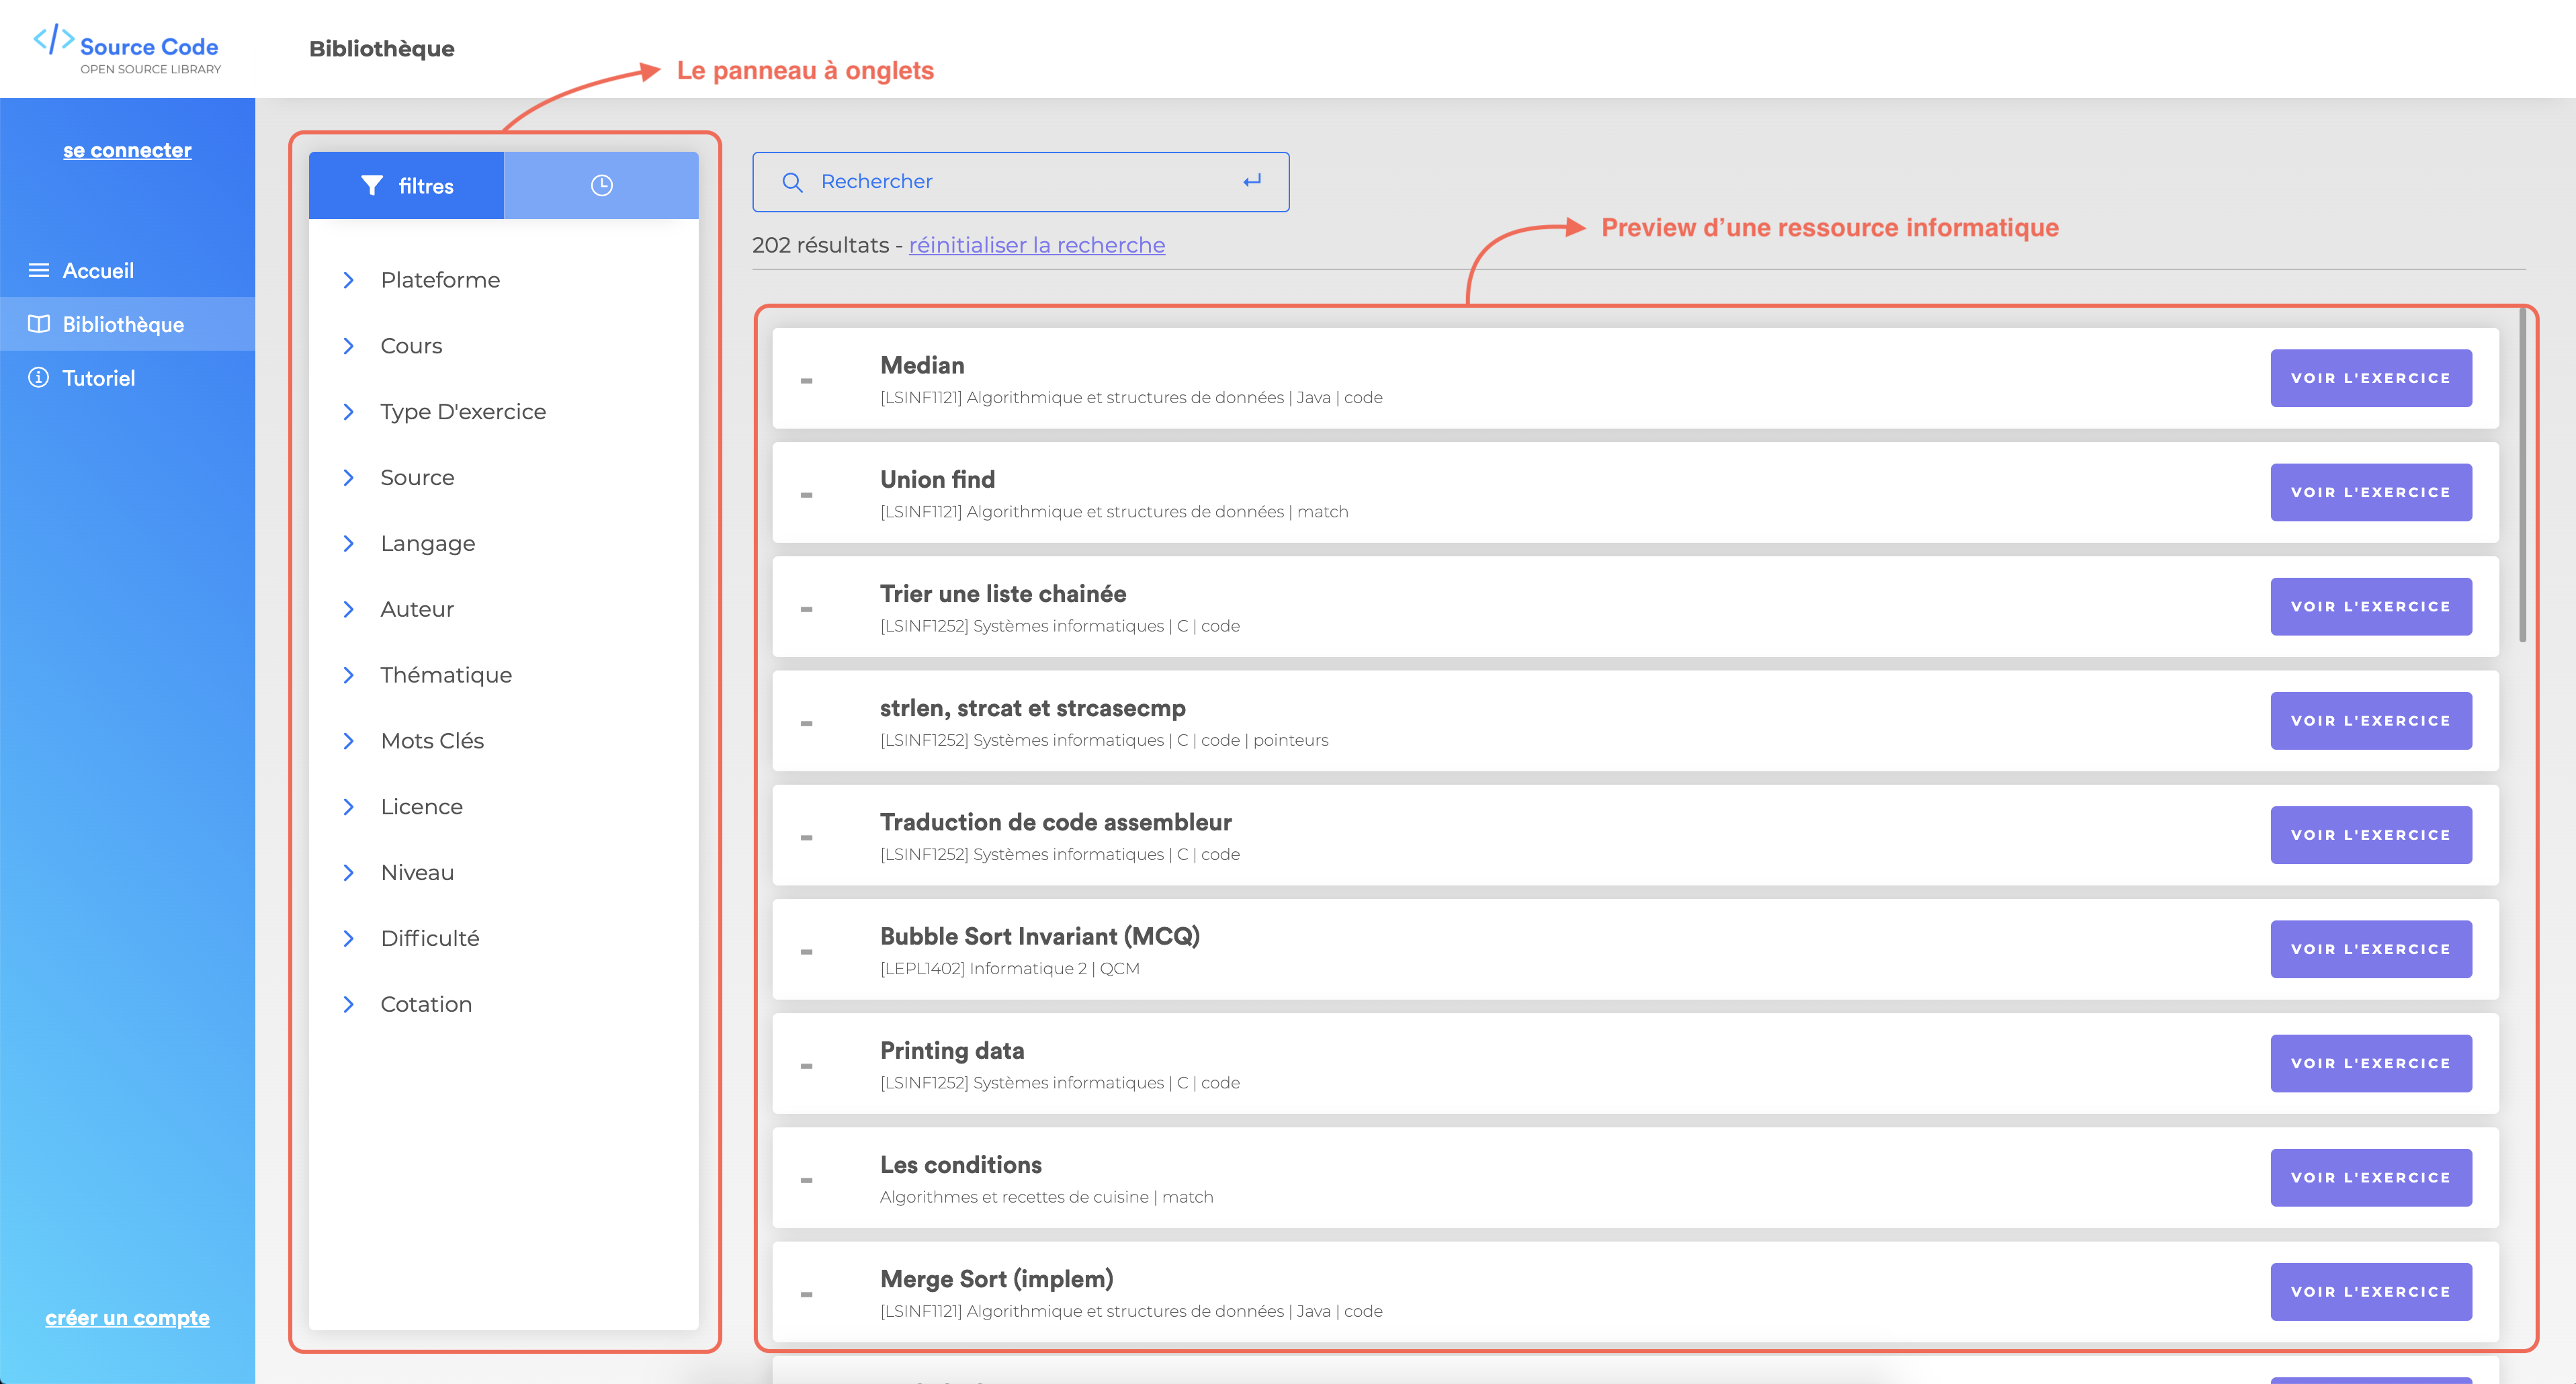 Source Code
OPEN SOURCE LIBRARY
Bibliothèque
Le panneau à onglets
se connecter
Accueil
Bibliothèque
Tutoriel
créer un compte
filtres
Plateforme
Cours
Type D'exercice
Source
Langage
Auteur
Thématique
Mots Clés
Licence
Niveau
Difficulté
Cotation
Rechercher
202 résultats - réinitialiser la recherche
Preview d’une ressource informatique
Median
[LSINF1121] Algorithmique et structures de données | Java | code
VOIR L'EXERCICE
Union find
[LSINF1121] Algorithmique et structures de données | match
VOIR L'EXERCICE
Trier une liste chainée
[LSINF1252] Systèmes informatiques | C | code
VOIR L'EXERCICE
strlen, strcat et strcasecmp
[LSINF1252] Systèmes informatiques | C | code | pointeurs
VOIR L'EXERCICE
Traduction de code assembleur
[LSINF1252] Systèmes informatiques | C | code
VOIR L'EXERCICE
Bubble Sort Invariant (MCQ)
[LEPL1402] Informatique 2 | QCM
VOIR L'EXERCICE
Printing data
[LSINF1252] Systèmes informatiques | C | code
VOIR L'EXERCICE
Les conditions
Algorithmes et recettes de cuisine | match
VOIR L'EXERCICE
Merge Sort (implem)
[LSINF1121] Algorithmique et structures de données | Java | code
VOIR L'EXERCICE